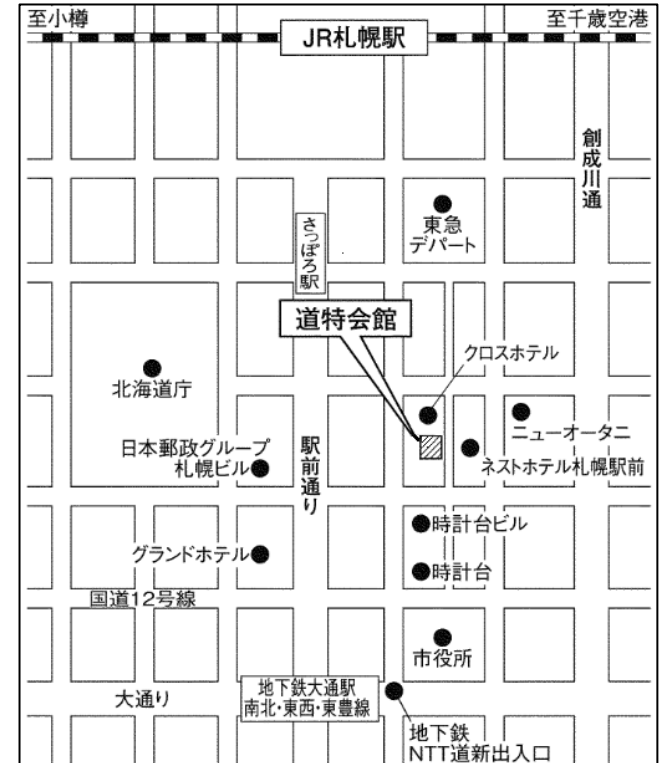 至小樽
JR札幌駅
至千歳空港
創成川通
東急
デパート
さっぽろ駅
道特会館
クロスホテル
北海道庁
ニューオータニ
日本郵政グループ
札幌ビル
駅前通り
ネストホテル札幌駅前
時計台ビル
グランドホテル
時計台
国道12号線
市役所
地下鉄大通駅
南北・東西・東豊線
大通り
地下鉄
NTT道新出入口